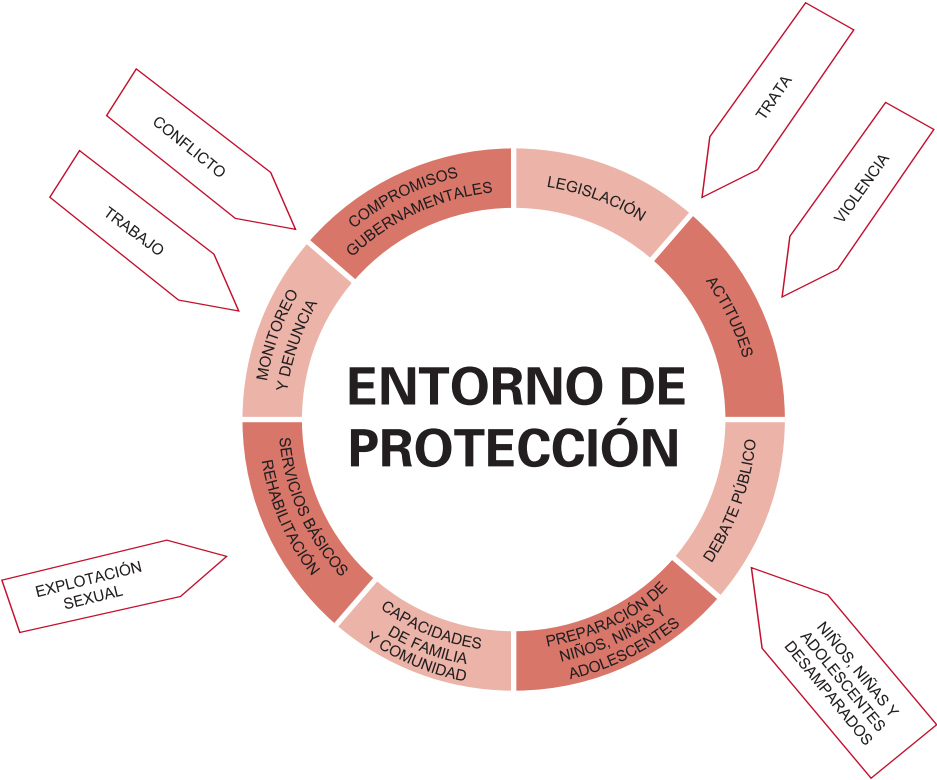 CONFLICTO
TRABAJO
TRATA
VIOLENCIA
COMPROMISOS
GUBERNAMENTALES
LEGISLACIÓN
ACTITUDES
DEBATE PÚBLICO
PREPARACIÓN DE
NIÑOS, NIÑAS Y
ADOLESCENTES
CAPACIDADES
DE FAMILIA
Y COMUNIDAD
SERVICIOS BÁSICOS
REHABILITACIÓN
MONITOREO
Y DENUNCIA
ENTORNO DE
PROTECCIÓN
EXPLOTACIÓN
SEXUAL
NIÑOS, NIÑAS Y
ADOLESCENTES
DESAMPARADOS